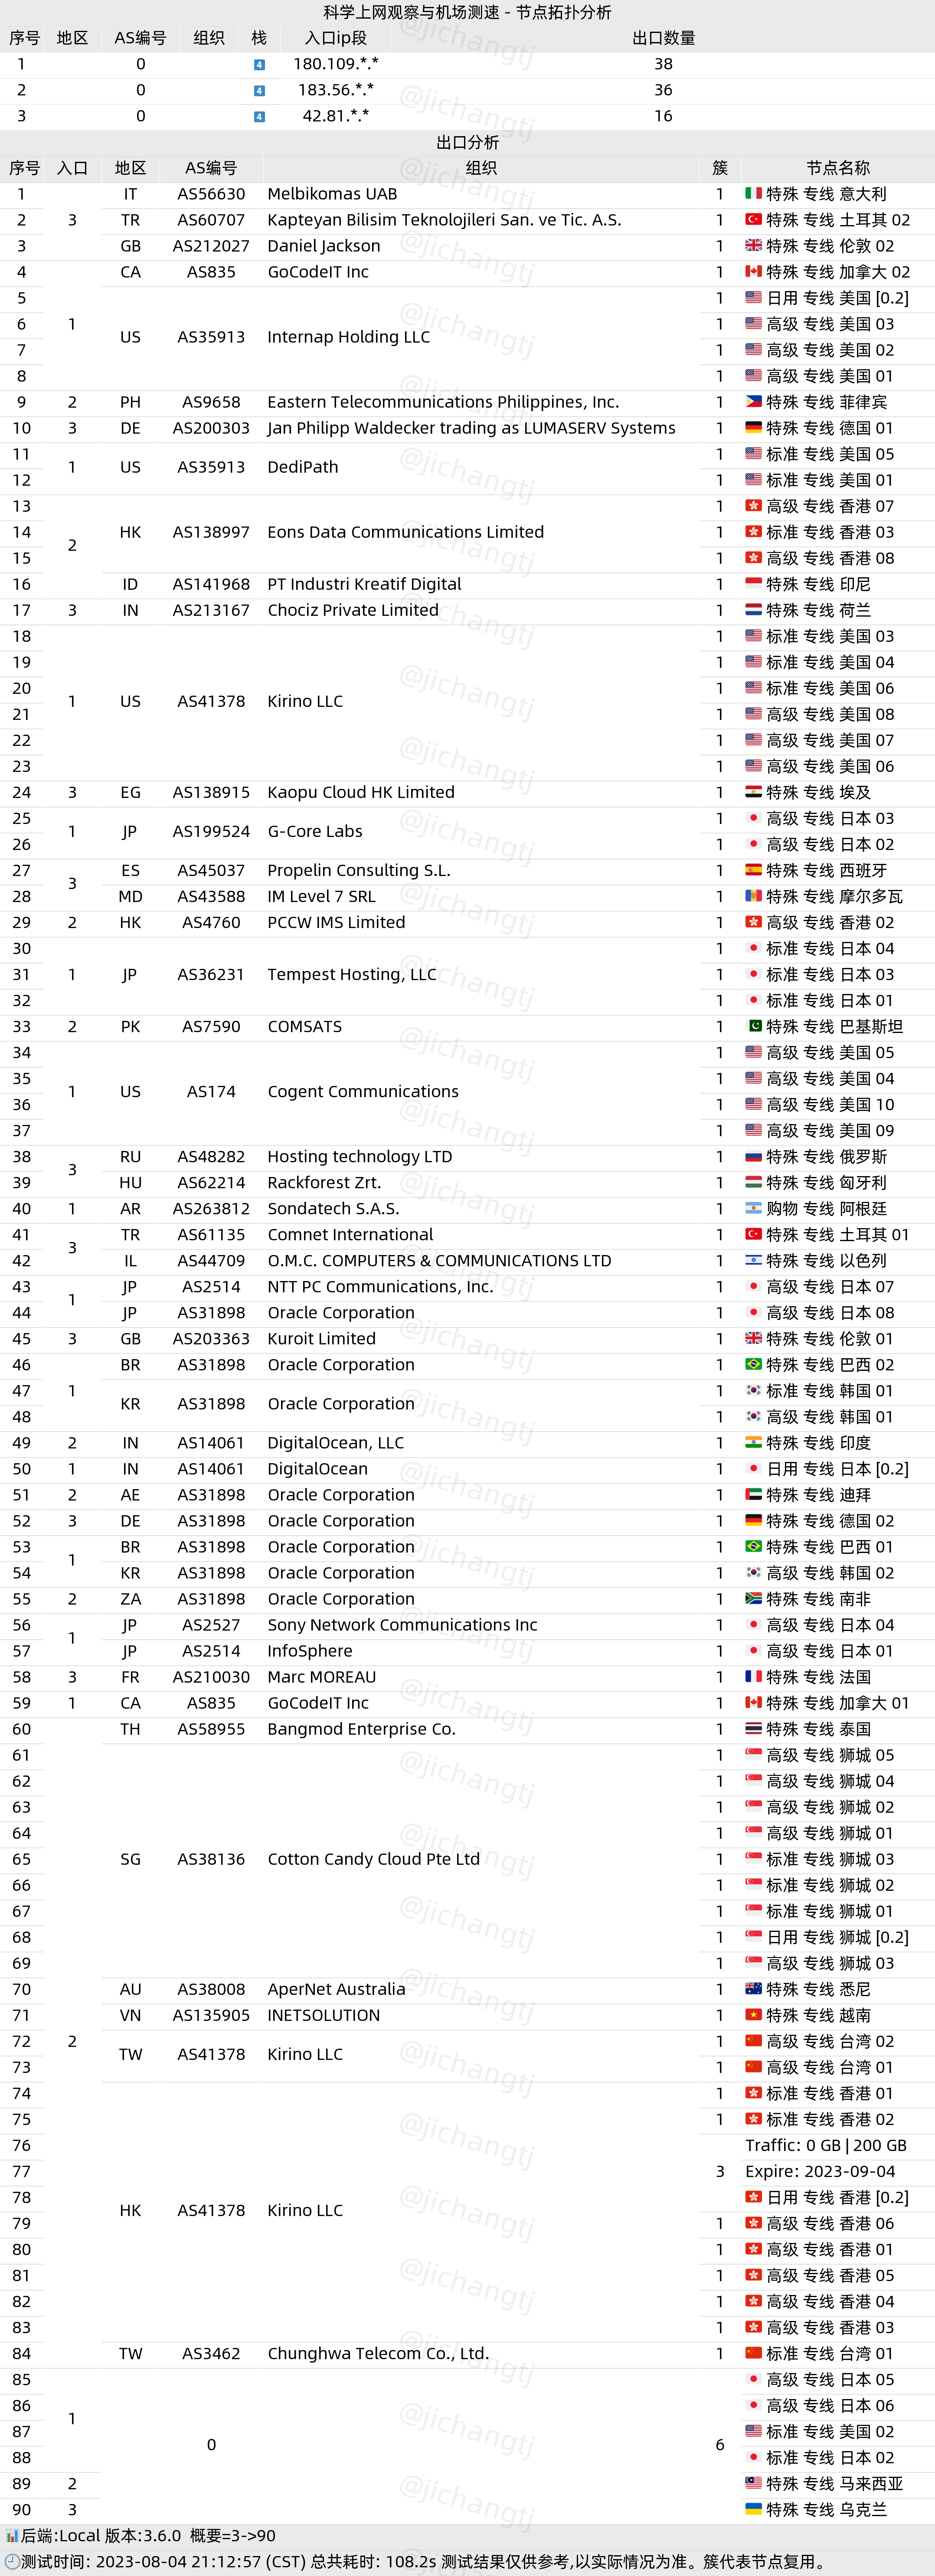 科学上网观察与机场测速 - 节点拓扑分析
序号 地区 AS编号 组织 栈 入口ip段 出口数量
1 0 4 180.109.*.* 38
2 0 4 183.56.*.* 36
3 0 4 42.81.*.* 16
出口分析
序号 入口 地区 AS编号 组织 簇 节点名称
1 IT AS56630 Melbikomas UAB 1 特殊 专线 意大利
2 3 TR AS60707 Kapteyan Bilisim Teknolojileri San. ve Tic. A.S. 1 特殊 专线 土耳其 02
3 GB AS212027 Daniel Jackson 1 特殊 专线 伦敦 02
4 CA AS835 GoCodeIT Inc 1 特殊 专线 加拿大 02
5 1 日用 专线 美国 [0.2]
6 1 US AS35913 Internap Holding LLC 1 高级 专线 美国 03
7 1 高级 专线 美国 02
8 1 高级 专线 美国 01
9 2 PH AS9658 Eastern Telecommunications Philippines, Inc. 1 特殊 专线 菲律宾
10 3 DE AS200303 Jan Philipp Waldecker trading as LUMASERV Systems 1 特殊 专线 德国 01
11 1 US AS35913 DediPath 1 标准 专线 美国 05
12 1 标准 专线 美国 01
13 1 高级 专线 香港 07
14 2 HK AS138997 Eons Data Communications Limited 1 标准 专线 香港 03
15 1 高级 专线 香港 08
16 ID AS141968 PT Industri Kreatif Digital 1 特殊 专线 印尼
17 3 IN AS213167 Chociz Private Limited 1 特殊 专线 荷兰
18 1 标准 专线 美国 03
19 1 标准 专线 美国 04
20 1 US AS41378 Kirino LLC 1 标准 专线 美国 06
21 1 高级 专线 美国 08
22 1 高级 专线 美国 07
23 1 高级 专线 美国 06
24 3 EG AS138915 Kaopu Cloud HK Limited 1 特殊 专线 埃及
25 1 JP AS199524 G-Core Labs 1 高级 专线 日本 03
26 1 高级 专线 日本 02
27 3 ES AS45037 Propelin Consulting S.L. 1 特殊 专线 西班牙
28 MD AS43588 IM Level 7 SRL 1 特殊 专线 摩尔多瓦
29 2 HK AS4760 PCCW IMS Limited 1 高级 专线 香港 02
30 1 标准 专线 日本 04
31 1 JP AS36231 Tempest Hosting, LLC 1 标准 专线 日本 03
32 1 标准 专线 日本 01
33 2 PK AS7590 COMSATS 1 特殊 专线 巴基斯坦
34 1 高级 专线 美国 05
35 1 US AS174 Cogent Communications 1 高级 专线 美国 04
36 1 高级 专线 美国 10
37 1 高级 专线 美国 09
38 3 RU AS48282 Hosting technology LTD 1 特殊 专线 俄罗斯
39 HU AS62214 Rackforest Zrt. 1 特殊 专线 匈牙利
40 1 AR AS263812 Sondatech S.A.S. 1 购物 专线 阿根廷
41 3 TR AS61135 Comnet International 1 特殊 专线 土耳其 01
42 IL AS44709 O.M.C. COMPUTERS & COMMUNICATIONS LTD 1 特殊 专线 以色列
43 1 JP AS2514 NTT PC Communications, Inc. 1 高级 专线 日本 07
44 JP AS31898 Oracle Corporation 1 高级 专线 日本 08
45 3 GB AS203363 Kuroit Limited 1 特殊 专线 伦敦 01
46 BR AS31898 Oracle Corporation 1 特殊 专线 巴西 02
47 1 KR AS31898 Oracle Corporation 1 标准 专线 韩国 01
48 1 高级 专线 韩国 01
49 2 IN AS14061 DigitalOcean, LLC 1 特殊 专线 印度
50 1 IN AS14061 DigitalOcean 1 日用 专线 日本 [0.2]
51 2 AE AS31898 Oracle Corporation 1 特殊 专线 迪拜
52 3 DE AS31898 Oracle Corporation 1 特殊 专线 德国 02
53 1 BR AS31898 Oracle Corporation 1 特殊 专线 巴西 01
54 KR AS31898 Oracle Corporation 1 高级 专线 韩国 02
55 2 ZA AS31898 Oracle Corporation 1 特殊 专线 南非
56 1 JP AS2527 Sony Network Communications Inc 1 高级 专线 日本 04
57 JP AS2514 InfoSphere 1 高级 专线 日本 01
58 3 FR AS210030 Marc MOREAU 1 特殊 专线 法国
59 1 CA AS835 GoCodeIT Inc 1 特殊 专线 加拿大 01
60 TH AS58955 Bangmod Enterprise Co. 1 特殊 专线 泰国
61 1 高级 专线 狮城 05
62 1 高级 专线 狮城 04
63 1 高级 专线 狮城 02
64 1 高级 专线 狮城 01
65 SG AS38136 Cotton Candy Cloud Pte Ltd 1 标准 专线 狮城 03
66 1 标准 专线 狮城 02
67 1 标准 专线 狮城 01
68 1 日用 专线 狮城 [0.2]
69 1 高级 专线 狮城 03
70 AU AS38008 AperNet Australia 1 特殊 专线 悉尼
71 VN AS135905 INETSOLUTION 1 特殊 专线 越南
72 2 TW AS41378 Kirino LLC 1 高级 专线 台湾 02
73 1 高级 专线 台湾 01
74 1 标准 专线 香港 01
75 1 标准 专线 香港 02
76 Traffic: 0 GB | 200 GB
77 3 Expire: 2023-09-04
78 HK AS41378 Kirino LLC 日用 专线 香港 [0.2]
79 1 高级 专线 香港 06
80 1 高级 专线 香港 01
81 1 高级 专线 香港 05
82 1 高级 专线 香港 04
83 1 高级 专线 香港 03
84 TW AS3462 Chunghwa Telecom Co., Ltd. 1 标准 专线 台湾 01
85 高级 专线 日本 05
86 1 高级 专线 日本 06
87 0 6 标准 专线 美国 02
88 标准 专线 日本 02
89 2 特殊 专线 马来西亚
90 3 特殊 专线 乌克兰
后端:Local 版本:3.6.0 概要=3->90
测试时间: 2023-08-04 21:12:57 (CST) 总共耗时: 108.2s 测试结果仅供参考,以实际情况为准。簇代表节点复用。
@jichangtj